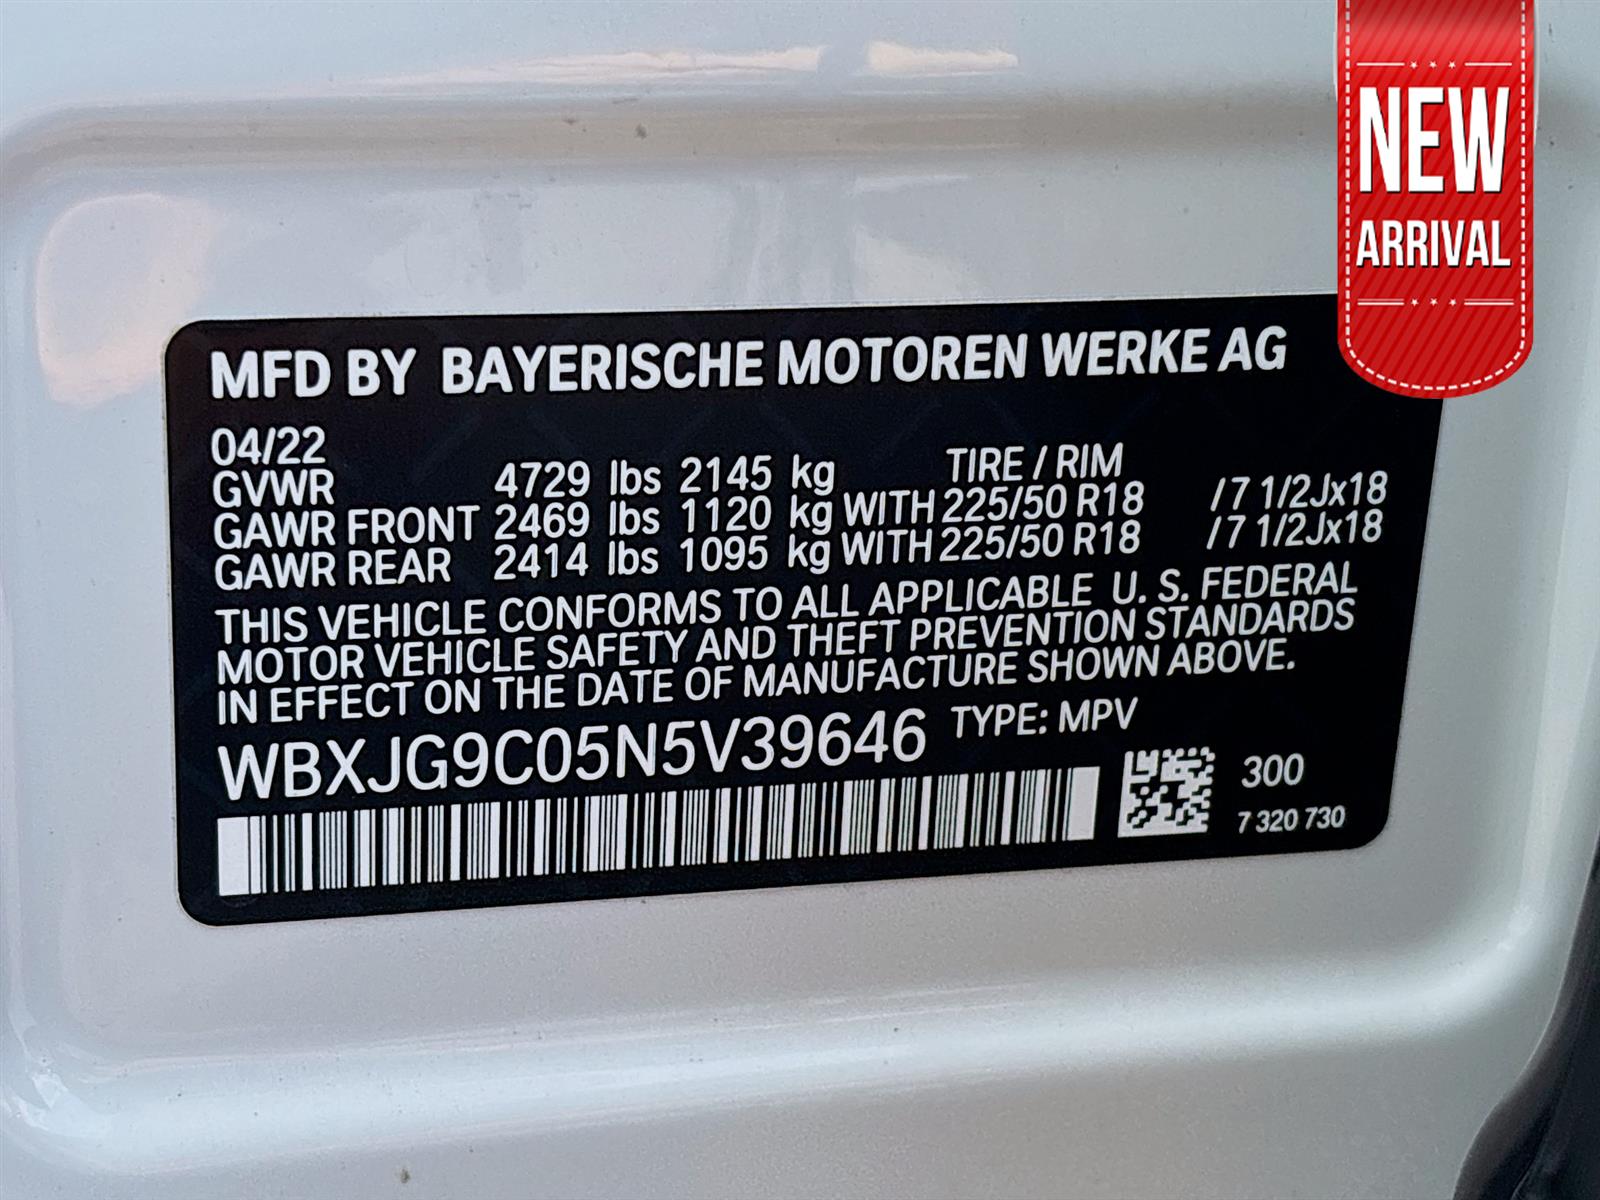 NEW
ARRIVAL
MFD BY BAYERISCHE MOTOREN WERKE AG
04/22
GVWR 4729 lbs 2145 kg TIRE / RIM
GAWR FRONT 2469 lbs 1120 kg WITH 225/50 R18 /7 1/2Jx18
GAWR REAR 2414 lbs 1095 kg WITH 225/50 R18 /7 1/2Jx18
THIS VEHICLE CONFORMS TO ALL APPLICABLE U. S. FEDERAL
MOTOR VEHICLE SAFETY AND THEFT PREVENTION STANDARDS
IN EFFECT ON THE DATE OF MANUFACTURE SHOWN ABOVE.
WBXJG9C05N5V39646 TYPE: MPV
300
7 320 730